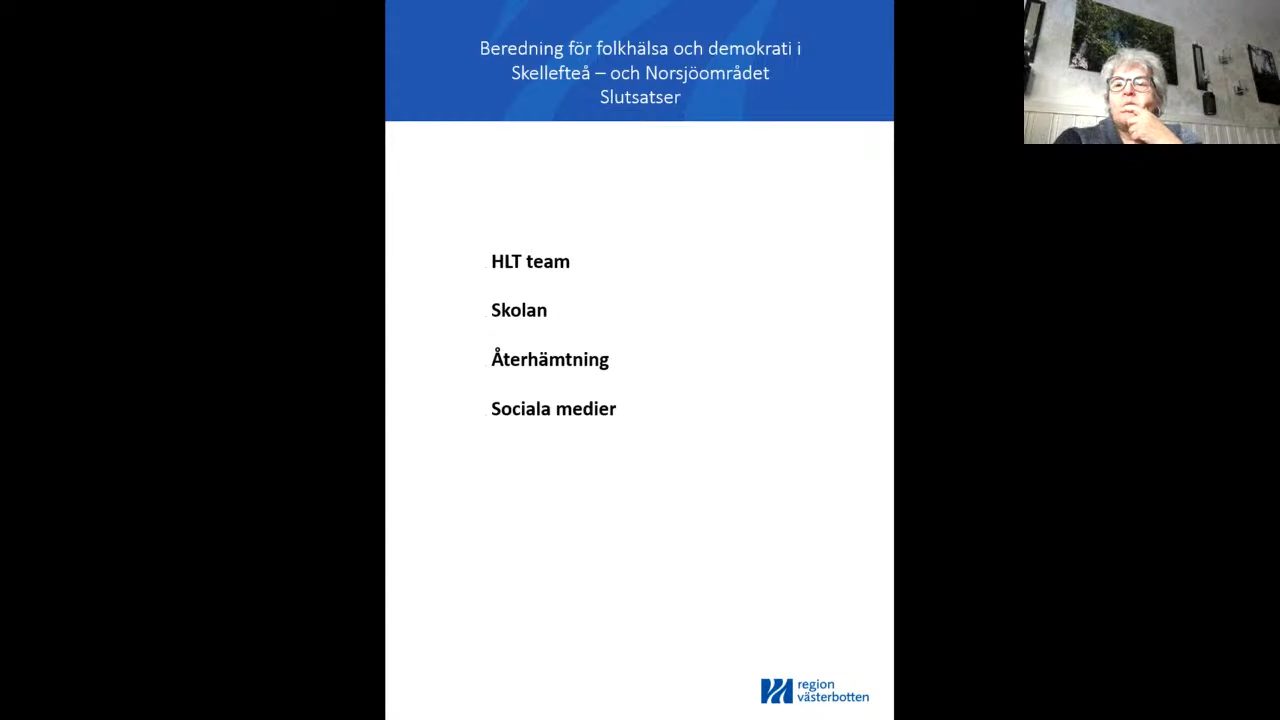 Beredning för folkhälsa och demokrati i
Skellefteå – och Norsjöområdet
Slutsatser
HLT team
Skolan
Återhämtning
Sociala medier
region
västerbotten